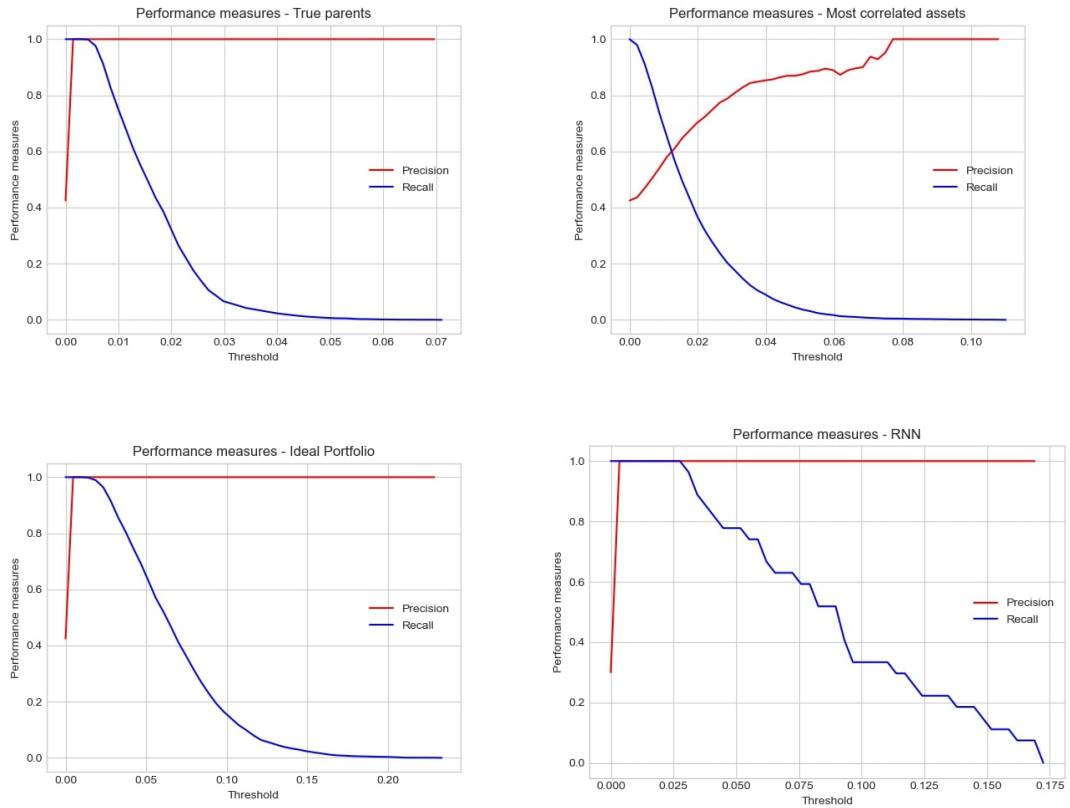 Performance measures - True parents
Performance measures
1.0
0.8
0.6
0.4
0.2
0.0
Precision
Recall
0.00 0.01 0.02 0.03 0.04 0.05 0.06 0.07
Threshold
Performance measures - Most correlated assets
Performance measures
1.0
0.8
0.6
0.4
0.2
0.0
Precision
Recall
0.00 0.02 0.04 0.06 0.08 0.10
Threshold
Performance measures - Ideal Portfolio
Performance measures
1.0
0.8
0.6
0.4
0.2
0.0
Precision
Recall
0.00 0.05 0.10 0.15 0.20
Threshold
Performance measures - RNN
Performance measures
1.0
0.8
0.6
0.4
0.2
0.0
Precision
Recall
0.000 0.025 0.050 0.075 0.100 0.125 0.150 0.175
Threshold